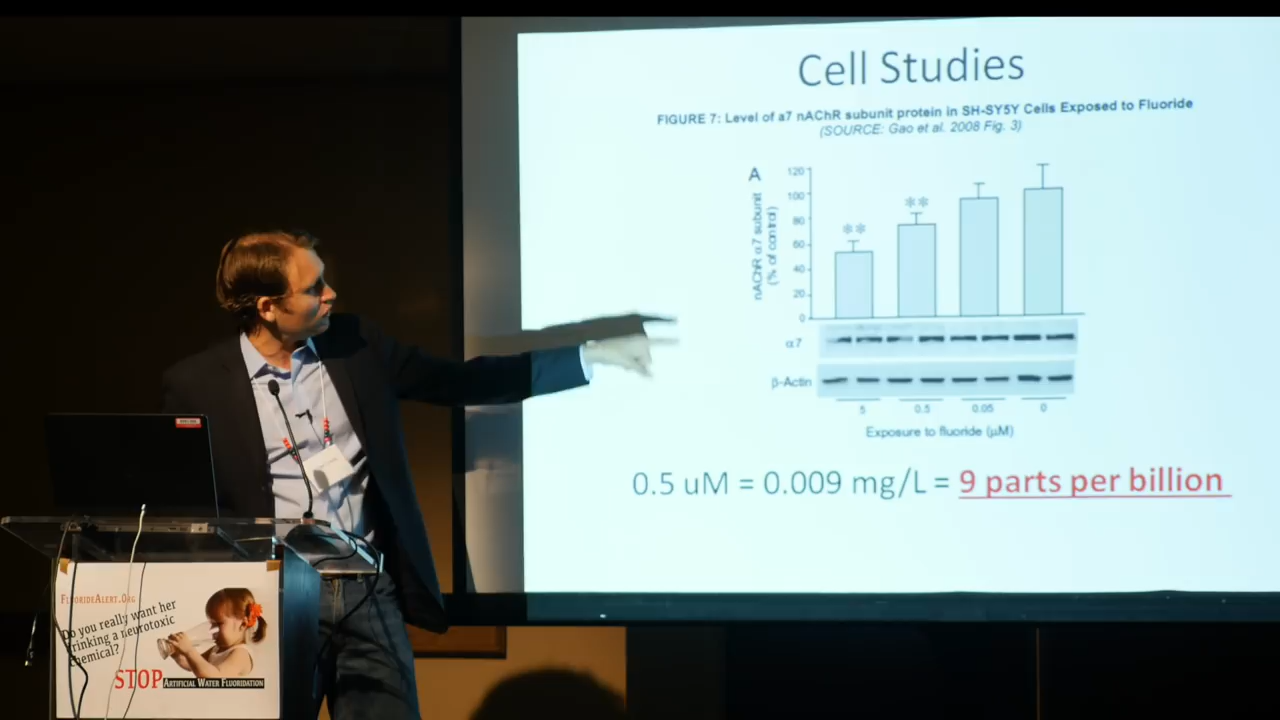 Cell Studies
FIGURE 7: Level of a7 nAChR subunit protein in SH-SY5Y Cells Exposed to Fluoride
(SOURCE: Gao et al. 2008 Fig. 3)
A
nAChR α7 subunit
(% of control)
120
100
80
60
40
20
0
**
**
α7
β-Actin
5 0.5 0.05 0
Exposure to fluoride (μM)
0.5 uM = 0.009 mg/L = 9 parts per billion
FLUORIDEALERT.ORG
Do you really want her
drinking a neurotoxic
chemical?
STOP ARTIFICIAL WATER FLUORIDATION